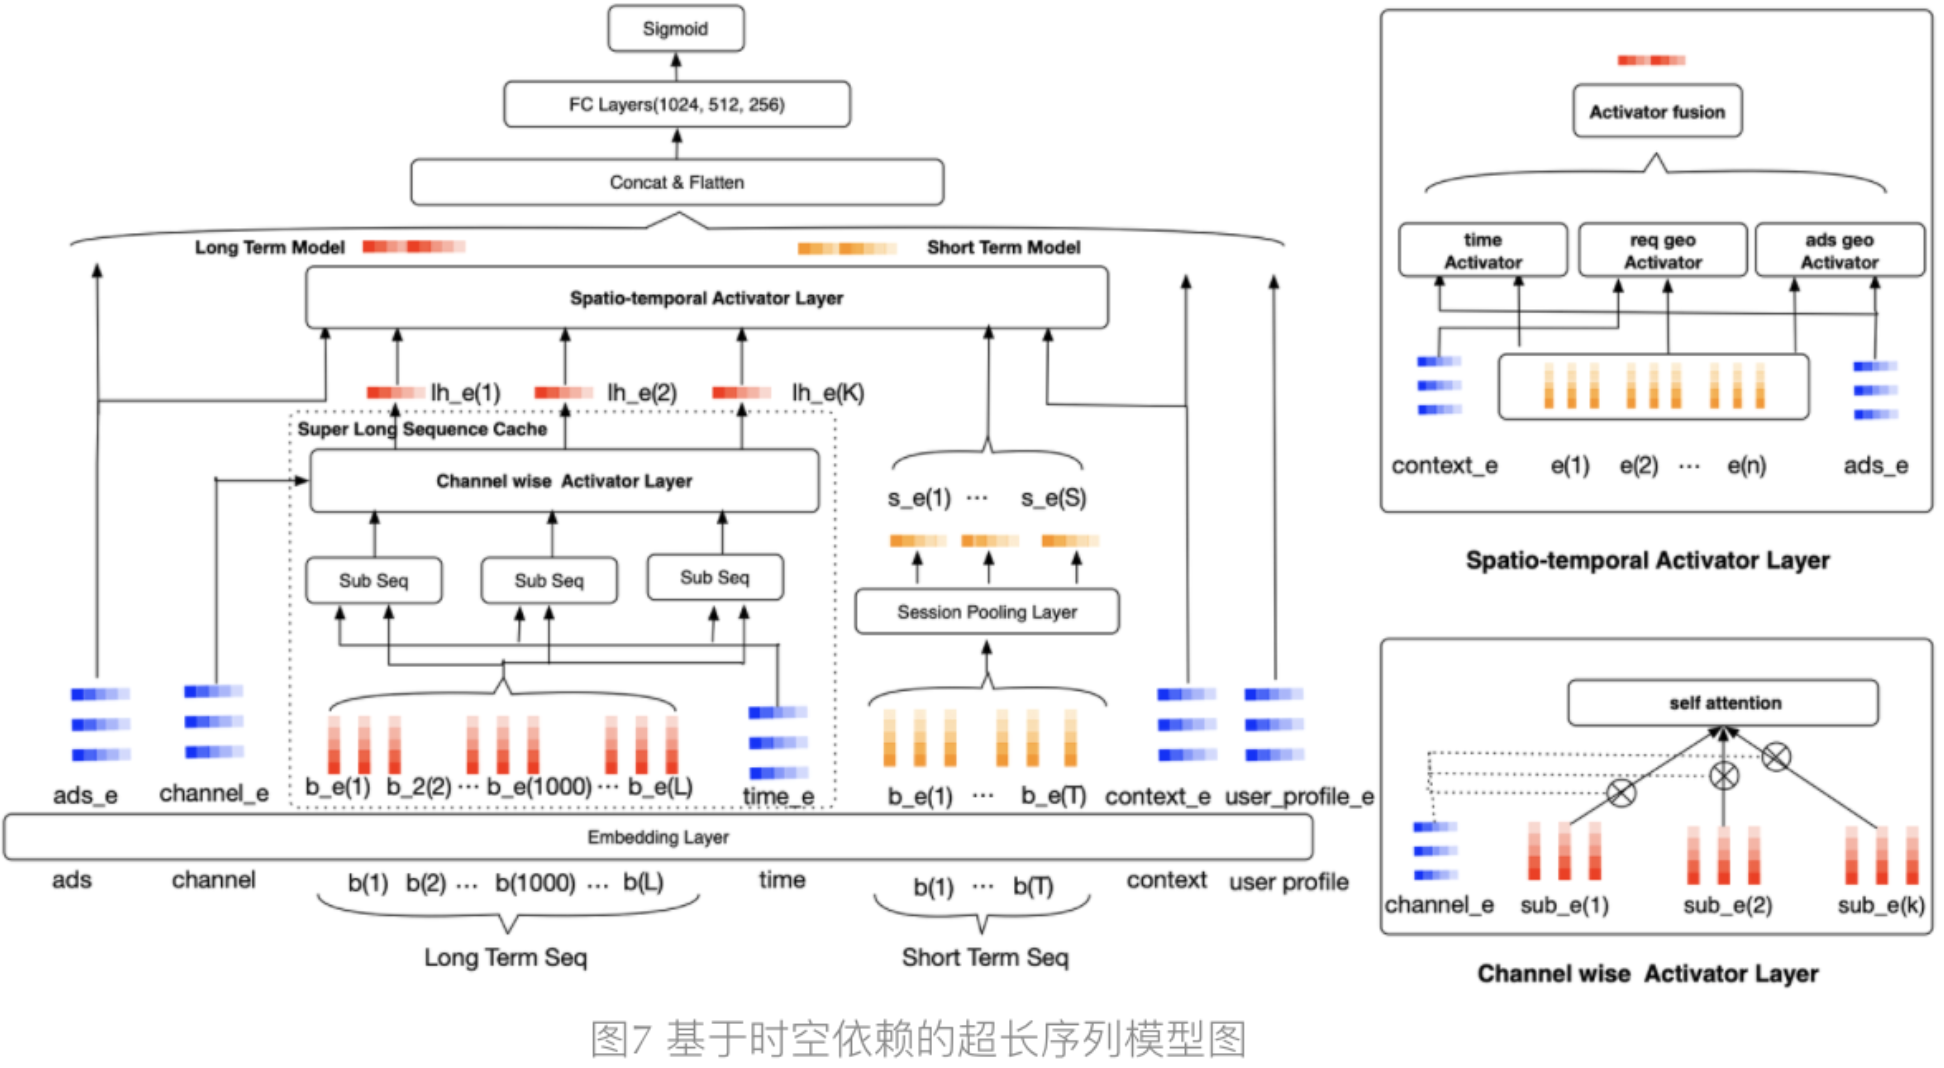 Sigmoid
FC Layers(1024, 512, 256)
Concat & Flatten
Long Term Model
Short Term Model
Spatio-temporal Activator Layer
lh_e(1)
lh_e(2)
lh_e(K)
Super Long Sequence Cache
Channel wise Activator Layer
s_e(1) ··· s_e(S)
Sub Seq
Sub Seq
Sub Seq
Session Pooling Layer
ads_e
channel_e
b_e(1) b_2(2) ··· b_e(1000) ··· b_e(L)
time_e
b_e(1) ··· b_e(T)
context_e
user_profile_e
Embedding Layer
ads
channel
b(1) b(2) ··· b(1000) ··· b(L)
time
b(1) ··· b(T)
context
user profile
Long Term Seq
Short Term Seq
Activator fusion
time
Activator
req geo
Activator
ads geo
Activator
context_e
e(1) e(2) ··· e(n)
ads_e
Spatio-temporal Activator Layer
self attention
channel_e
sub_e(1)
sub_e(2)
sub_e(k)
Channel wise Activator Layer
图7 基于时空依赖的超长序列模型图